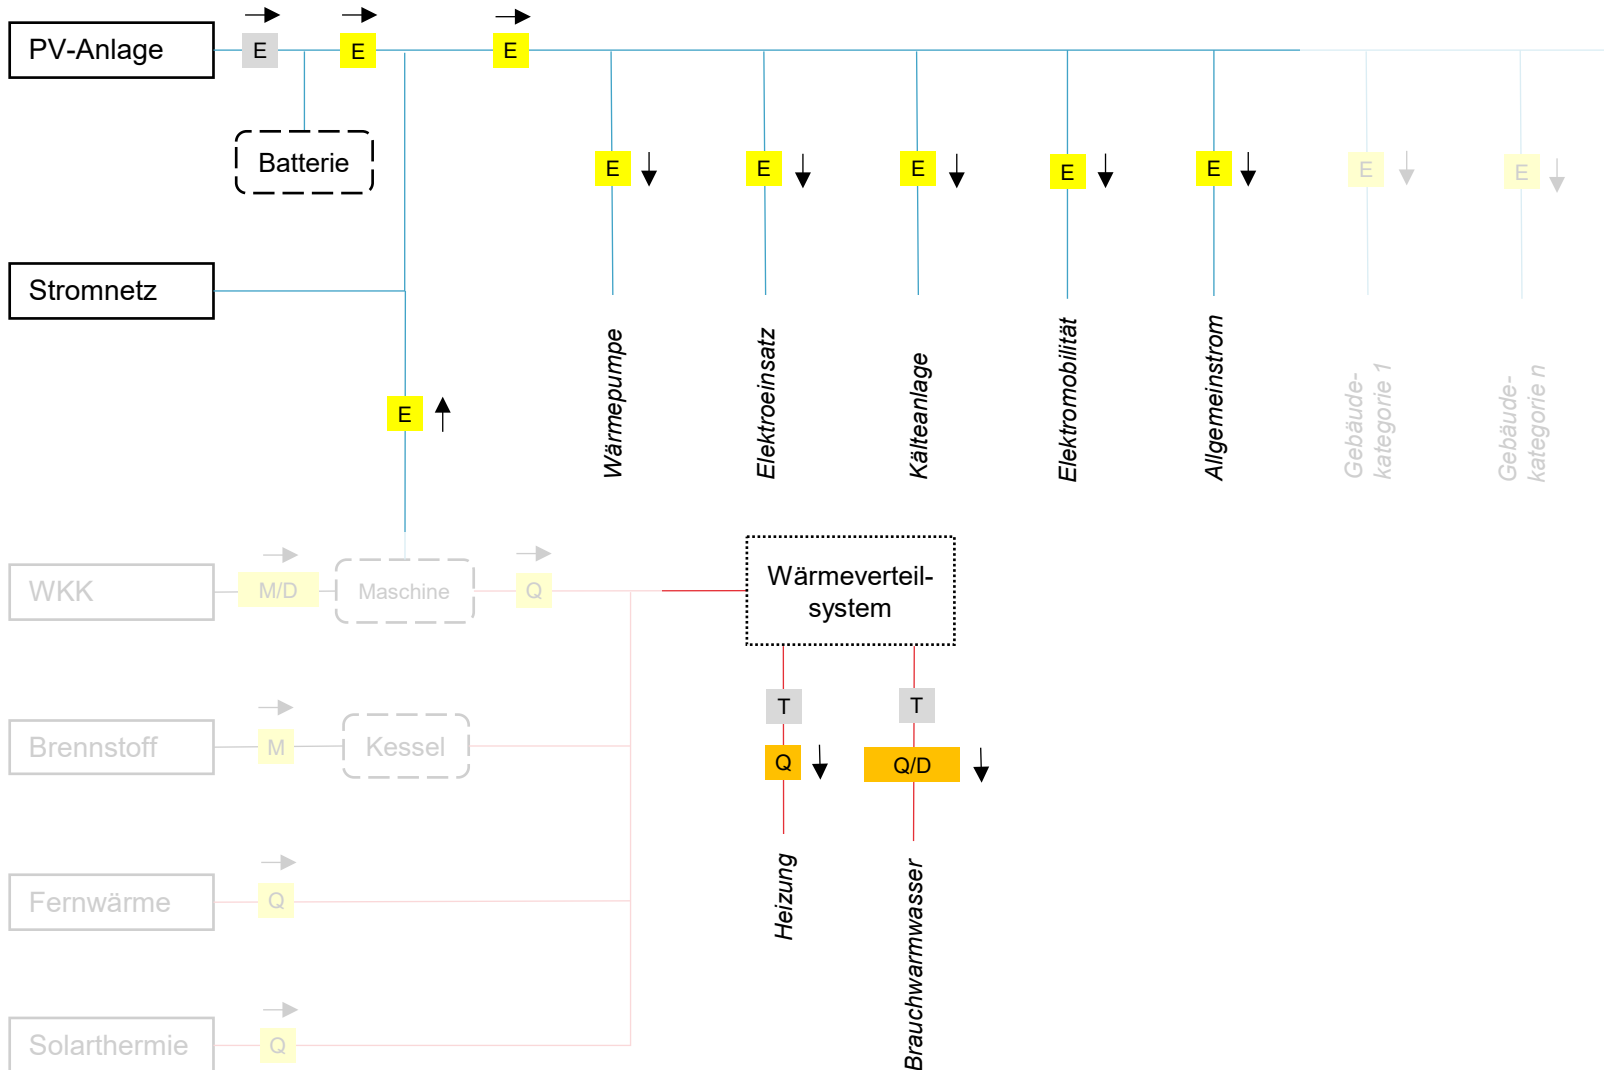 PV-Anlage
E
E
E
Batterie
E
E
E
E
E
E
E
Stromnetz
E
Wärmepumpe
Elektroeinsatz
Kälteanlage
Elektromobilität
Allgemeinstrom
Gebäude-
kategorie 1
Gebäude-
kategorie n
WKK
M/D
Maschine
Q
Wärmeverteil-
system
T
T
Brennstoff
M
Kessel
Q
Q/D
Heizung
Brauchwarmwasser
Fernwärme
Q
Solarthermie
Q